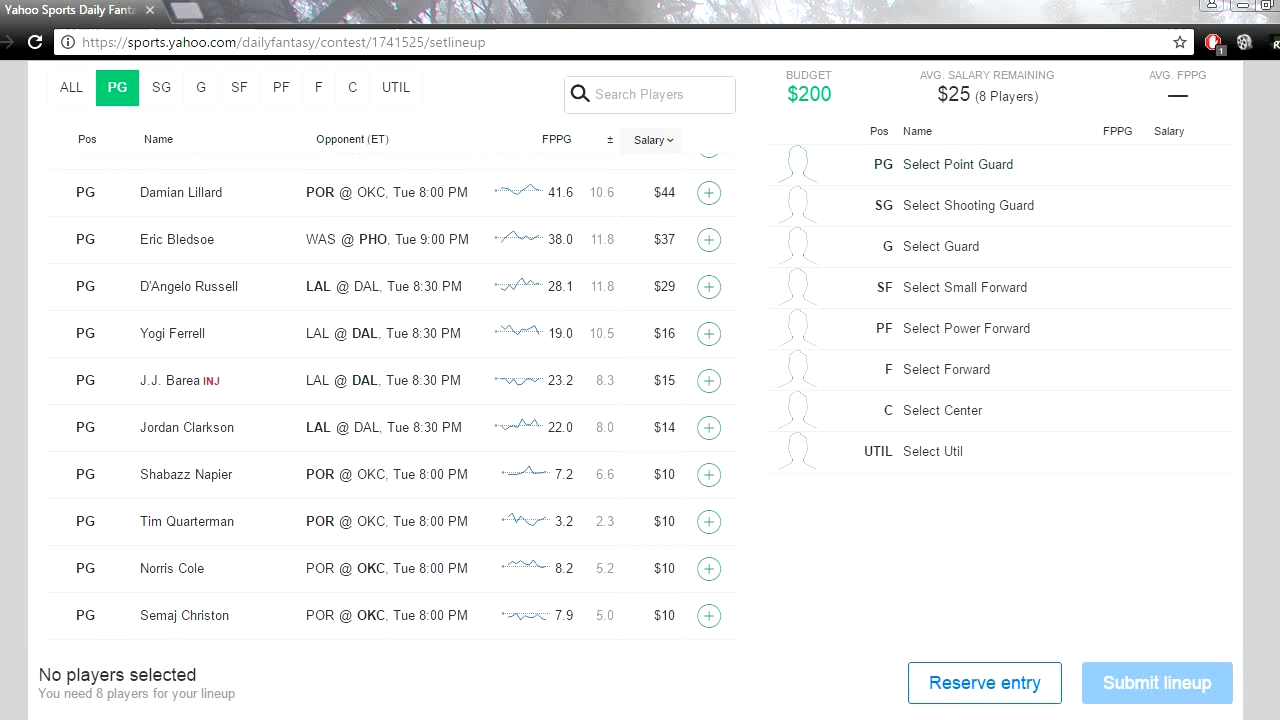 Yahoo Sports Daily Fanta
https://sports.yahoo.com/dailyfantasy/contest/1741525/setlineup
1
ALL PG SG G SF PF F C UTIL
Search Players
Pos Name Opponent (ET) FPPG ± Salary
PG Damian Lillard POR @ OKC, Tue 8:00 PM 41.6 10.6 $44
PG Eric Bledsoe WAS @ PHO, Tue 9:00 PM 38.0 11.8 $37
PG D'Angelo Russell LAL @ DAL, Tue 8:30 PM 28.1 11.8 $29
PG Yogi Ferrell LAL @ DAL, Tue 8:30 PM 19.0 10.5 $16
PG J.J. Barea INJ LAL @ DAL, Tue 8:30 PM 23.2 8.3 $15
PG Jordan Clarkson LAL @ DAL, Tue 8:30 PM 22.0 8.0 $14
PG Shabazz Napier POR @ OKC, Tue 8:00 PM 7.2 6.6 $10
PG Tim Quarterman POR @ OKC, Tue 8:00 PM 3.2 2.3 $10
PG Norris Cole POR @ OKC, Tue 8:00 PM 8.2 5.2 $10
PG Semaj Christon POR @ OKC, Tue 8:00 PM 7.9 5.0 $10
BUDGET AVG. SALARY REMAINING AVG. FPPG
$200 $25 (8 Players) —
Pos Name FPPG Salary
PG Select Point Guard
SG Select Shooting Guard
G Select Guard
SF Select Small Forward
PF Select Power Forward
F Select Forward
C Select Center
UTIL Select Util
No players selected
You need 8 players for your lineup
Reserve entry Submit lineup